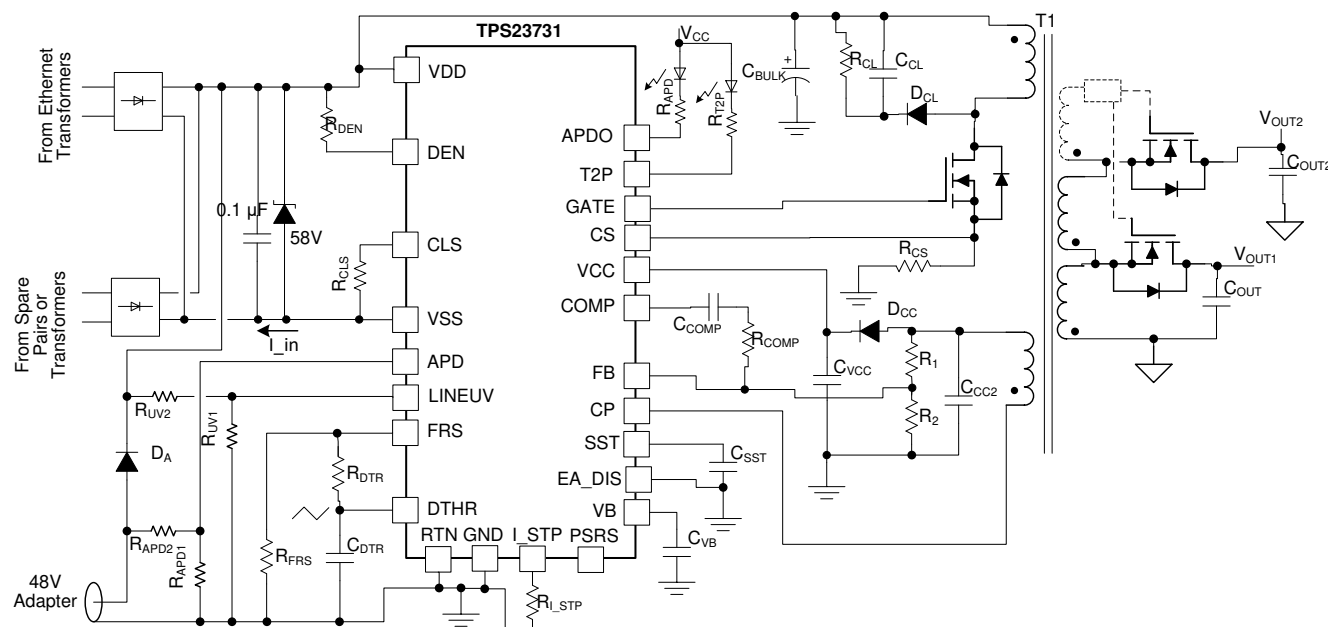 TPS23731
T1
VCC
VDD
RDEN
DEN
From Ethernet
Transformers
0.1 µF
58V
CLS
RCLS
VSS
I_in
From Spare
Pairs or
Transformers
APD
LINEUV
RUV2
RUV1
FRS
DA
RDTR
DTHR
RAPD2
RAPD1
RFRS
CDTR
48V
Adapter
RTN
GND
I_STP
PSRS
RI_STP
APDO
T2P
GATE
CS
VCC
COMP
FB
CP
SST
EA_DIS
VB
RAPD
RT2P
CBULK
+
RCL
CCL
DCL
RCS
CCOMP
RCOMP
DCC
CVCC
R1
R2
CCC2
CSST
CVB
VOUT2
COUT2
VOUT1
COUT